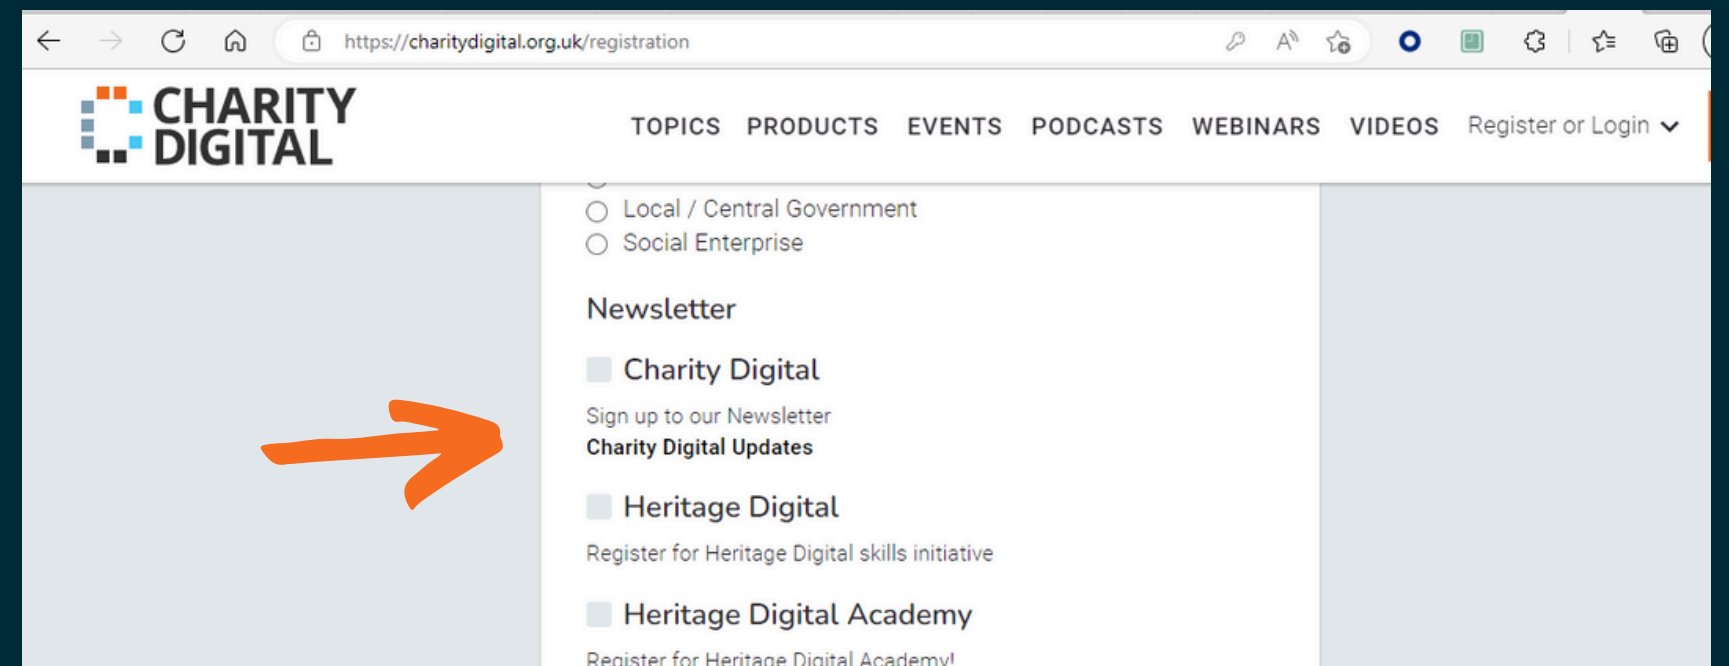 https://charitydigital.org.uk/registration
CHARITY
DIGITAL
TOPICS PRODUCTS EVENTS PODCASTS WEBINARS VIDEOS Register or Login
Local / Central Government
Social Enterprise
Newsletter
Charity Digital
Sign up to our Newsletter
Charity Digital Updates
Heritage Digital
Register for Heritage Digital skills initiative
Heritage Digital Academy
Register for Heritage Digital Academy!